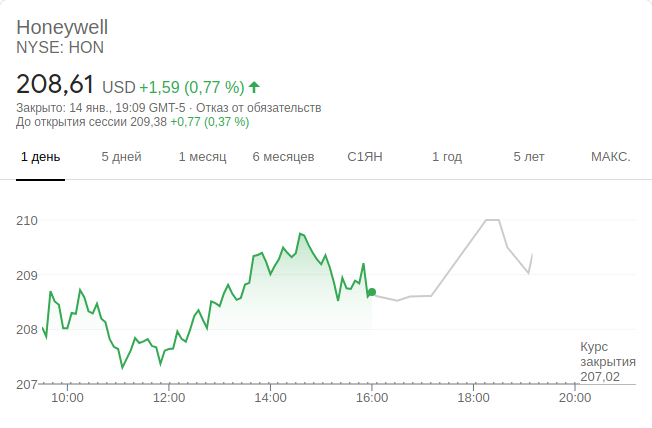 Honeywell
NYSE: HON
208,61 USD +1,59 (0,77 %)
Закрыто: 14 янв., 19:09 GMT-5 · Отказ от обязательств
До открытия сессии 209,38 +0,77 (0,37 %)
1 день 5 дней 1 месяц 6 месяцев С1ЯН 1 год 5 лет МАКС.
210
209
208
207
Курс
закрытия
207,02
10:00 12:00 14:00 16:00 18:00 20:00